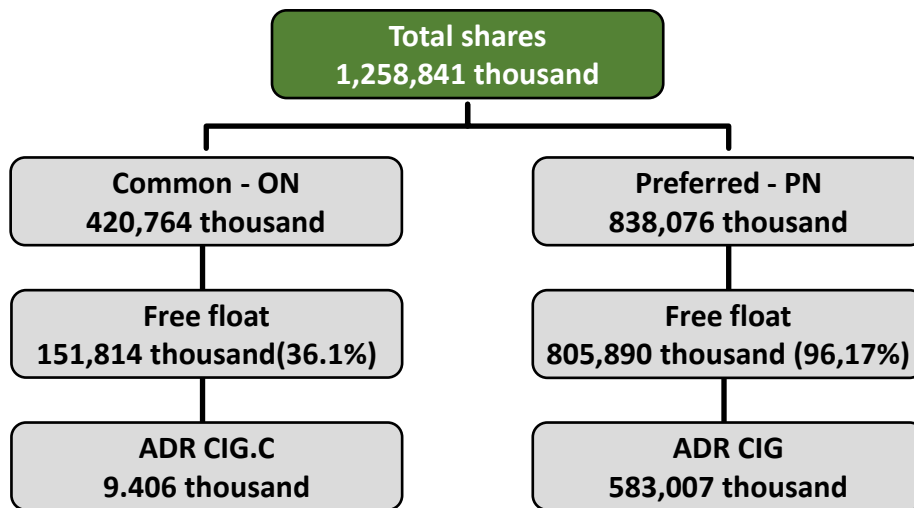 Total shares
1,258,841 thousand
Common - ON
420,764 thousand
Preferred - PN
838,076 thousand
Free float
151,814 thousand(36.1%)
Free float
805,890 thousand (96,17%)
ADR CIG.C
9.406 thousand
ADR CIG
583,007 thousand